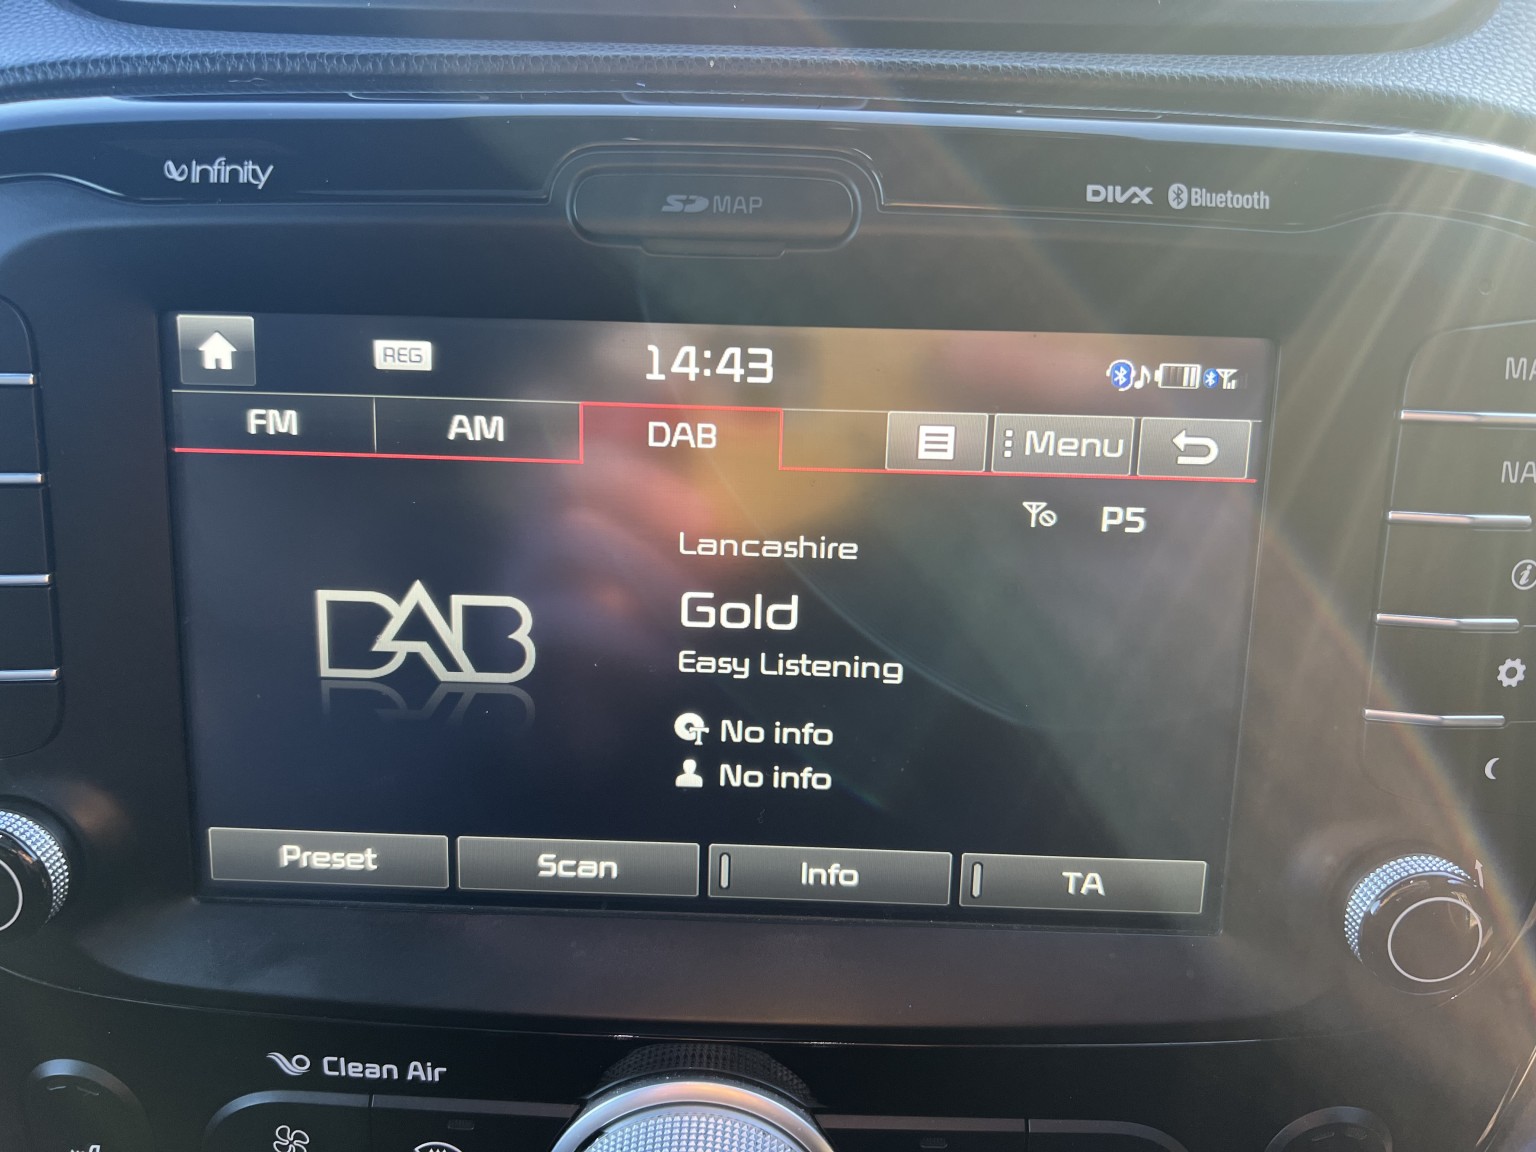 Infinity
SD MAP
DIVX Bluetooth
REG
14:43
FM
AM
DAB
Menu
P5
Lancashire
DAB
Gold
Easy Listening
No info
No info
Preset
Scan
Info
TA
Clean Air